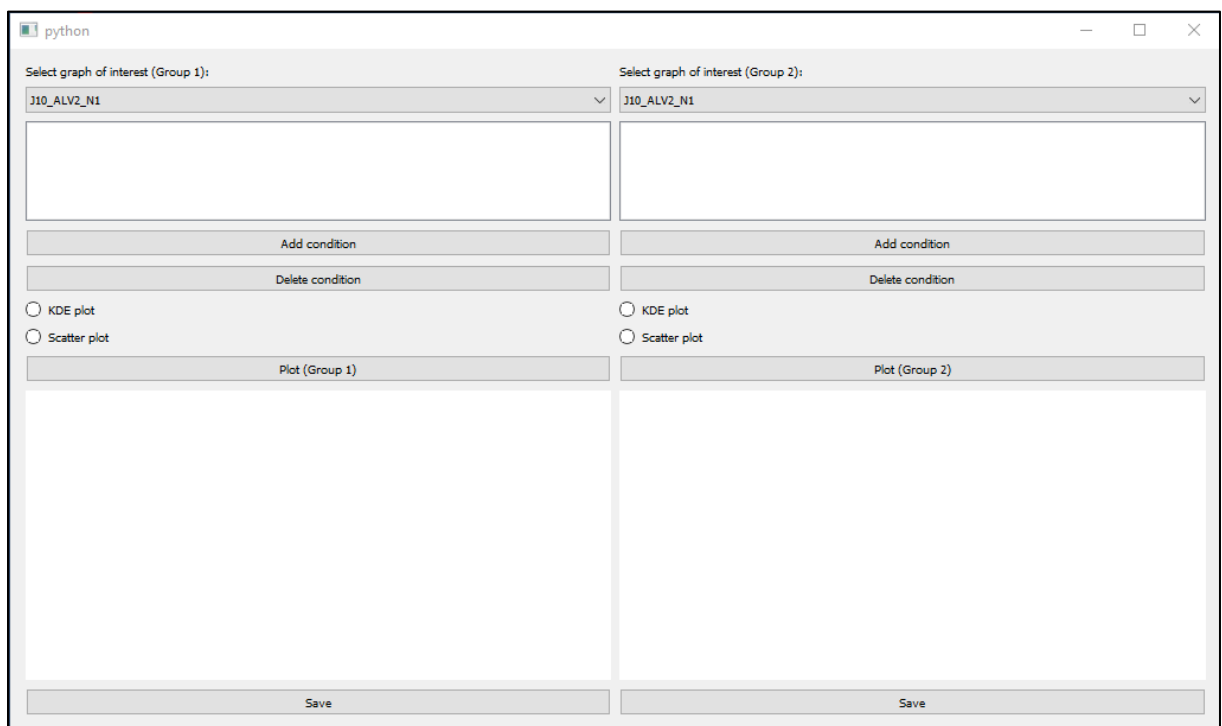 python
Select graph of interest (Group 1):
Select graph of interest (Group 2):
J10_ALV2_N1
J10_ALV2_N1
Add condition
Add condition
Delete condition
Delete condition
KDE plot
KDE plot
Scatter plot
Scatter plot
Plot (Group 1)
Plot (Group 2)
Save
Save